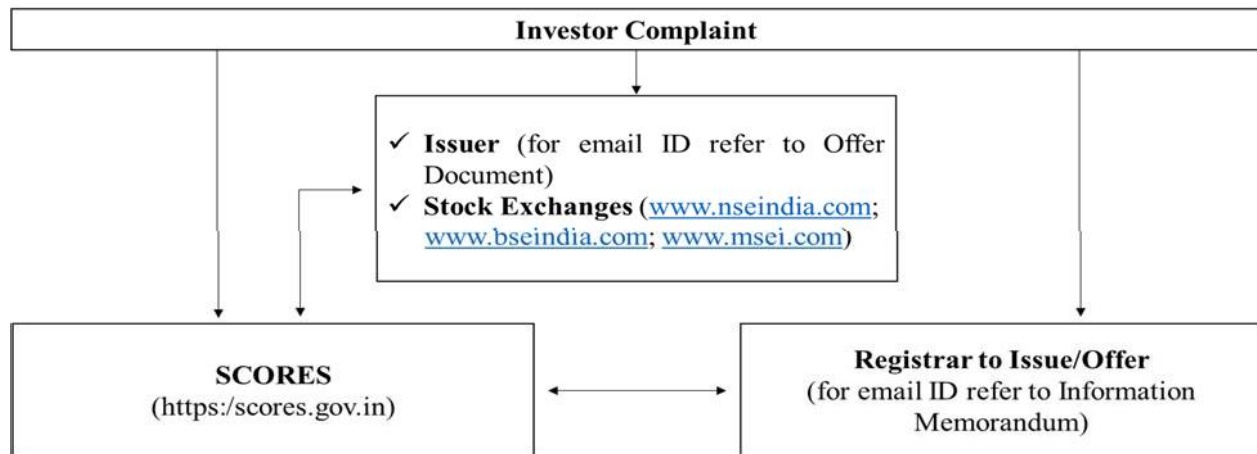 Investor Complaint
✓ Issuer (for email ID refer to Offer
Document)
✓ Stock Exchanges (www.nseindia.com;
www.bseindia.com; www.msei.com)
SCORES
(https:/scores.gov.in)
Registrar to Issue/Offer
(for email ID refer to Information
Memorandum)